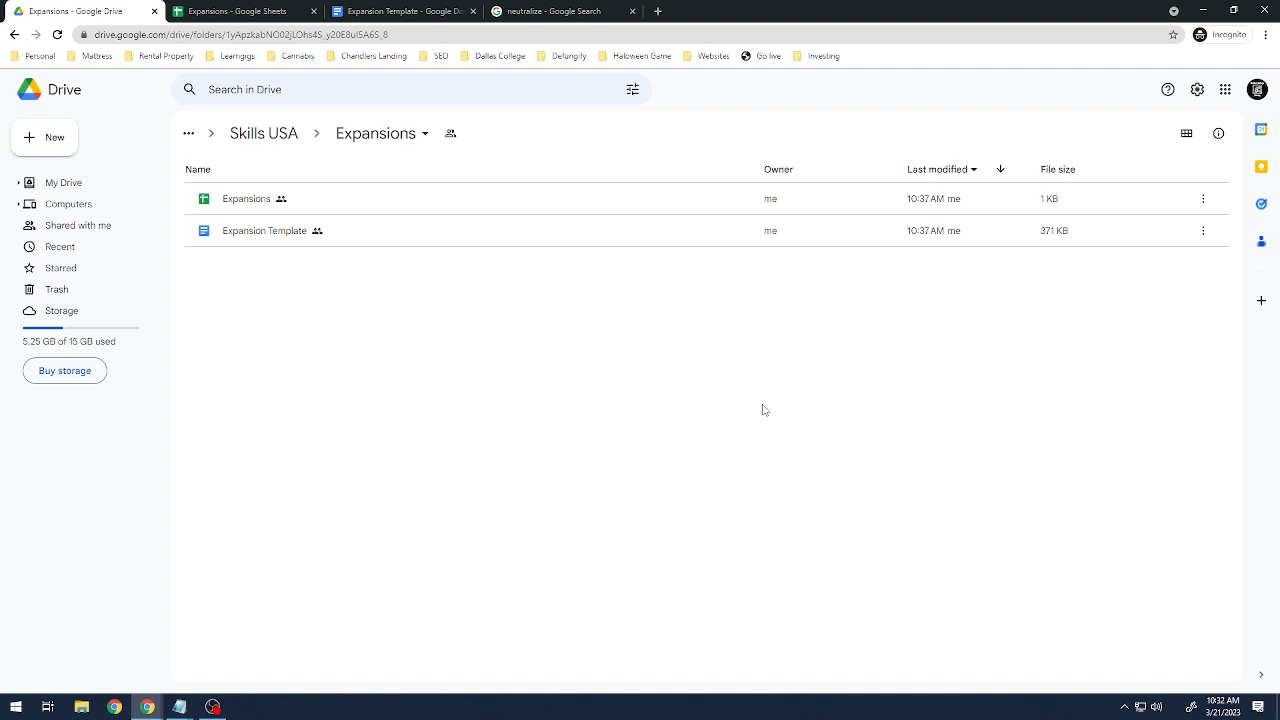 Expansions - Google Drive
Expansions - Google Sheets
Expansion Template - Google Do
neutralize - Google Search
drive.google.com/drive/folders/1yApzkabNO02jLOhs4S_y20E8ul5A6S_8
Incognito
Personal
Mattress
Rental Property
Learngigs
Cannabis
Chandlers Landing
SEO
Dallas College
Defungify
Haloween Game
Websites
Go live
Investing
Drive
Search in Drive
New
Skills USA
Expansions
Name
Owner
Last modified
File size
My Drive
Expansions
me
10:37 AM me
1 KB
Computers
Shared with me
Expansion Template
me
10:37 AM me
371 KB
Recent
Starred
Trash
Storage
5.25 GB of 15 GB used
Buy storage
10:32 AM
3/21/2023